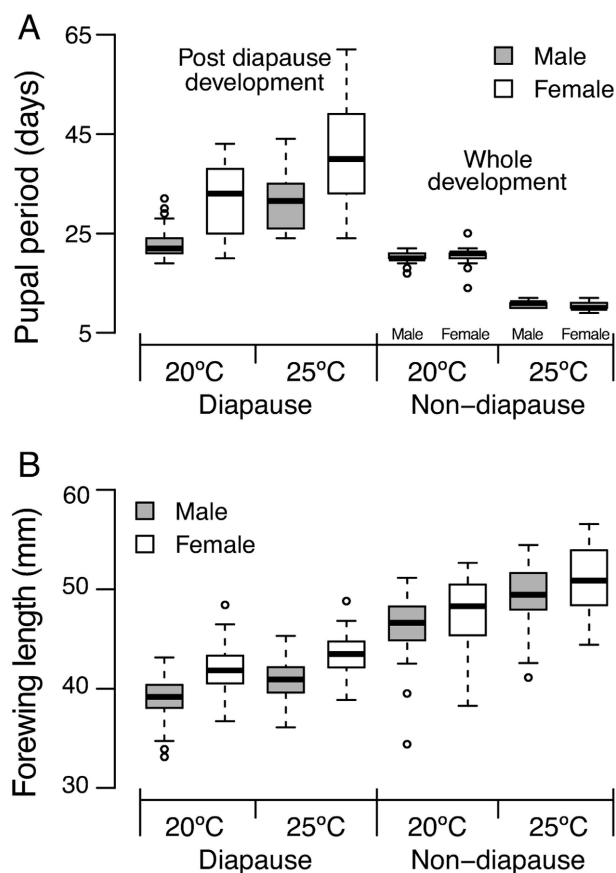 A
65
45
25
5
Pupal period (days)
Post diapause
development
Male
Female
Whole
development
Male Female Male Female
20ºC 25ºC 20ºC 25ºC
Diapause Non−diapause
B
60
50
40
30
Forewing length (mm)
Male
Female
20ºC 25ºC 20ºC 25ºC
Diapause Non−diapause